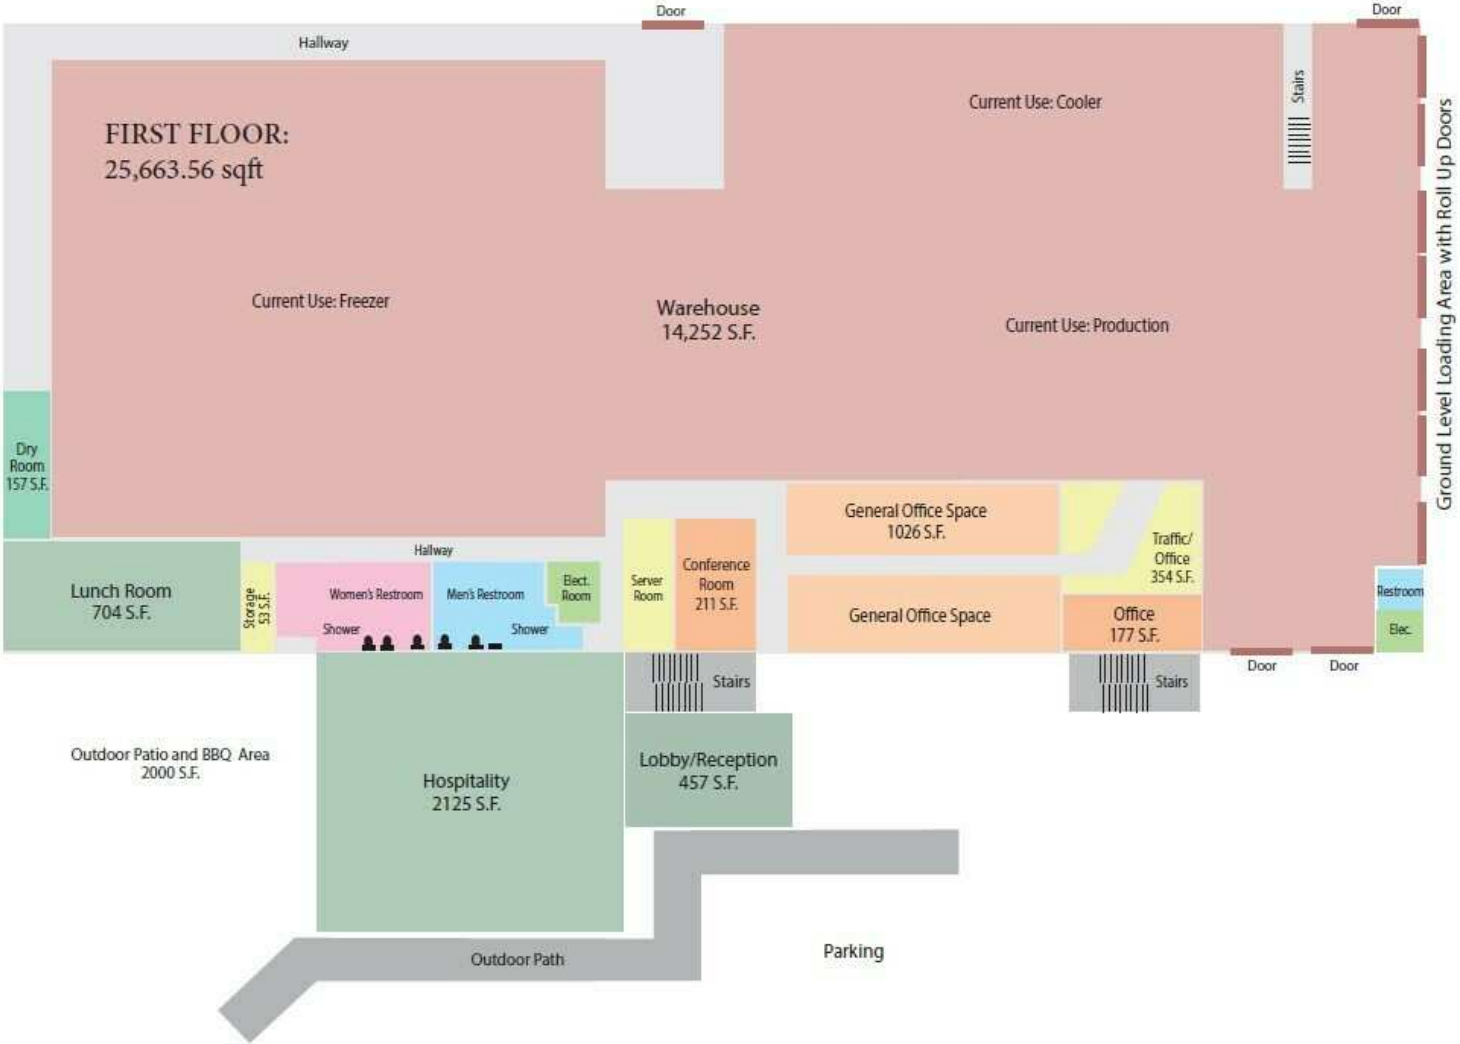 Door
Door
Hallway
Stairs
Current Use: Cooler
FIRST FLOOR:
25,663.56 sqft
Ground Level Loading Area with Roll Up Doors
Current Use: Freezer
Warehouse
14,252 S.F.
Current Use: Production
Dry
Room
157 S.F.
General Office Space
1026 S.F.
Traffic/
Office
354 S.F.
Hallway
Lunch Room
704 S.F.
Storage
53 S.F.
Women's Restroom
Shower
Men's Restroom
Shower
Elect.
Room
Server
Room
Conference
Room
211 S.F.
General Office Space
Office
177 S.F.
Restroom
Elec.
Door
Door
Stairs
Stairs
Outdoor Patio and BBQ Area
2000 S.F.
Hospitality
2125 S.F.
Lobby/Reception
457 S.F.
Outdoor Path
Parking